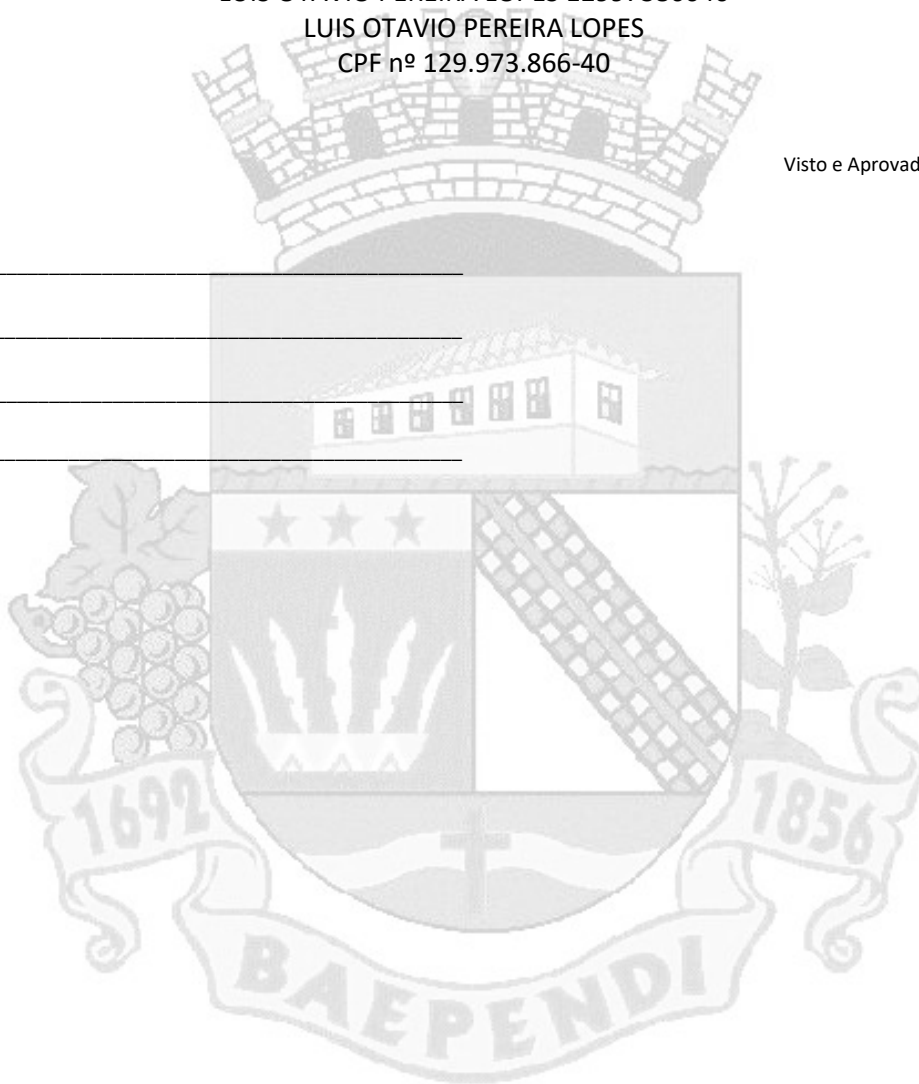 LUIS OTAVIO PEREIRA LOPES
CPF nº 129.973.866-40
Visto e Aprovad
1692
1856
BAEPENDI